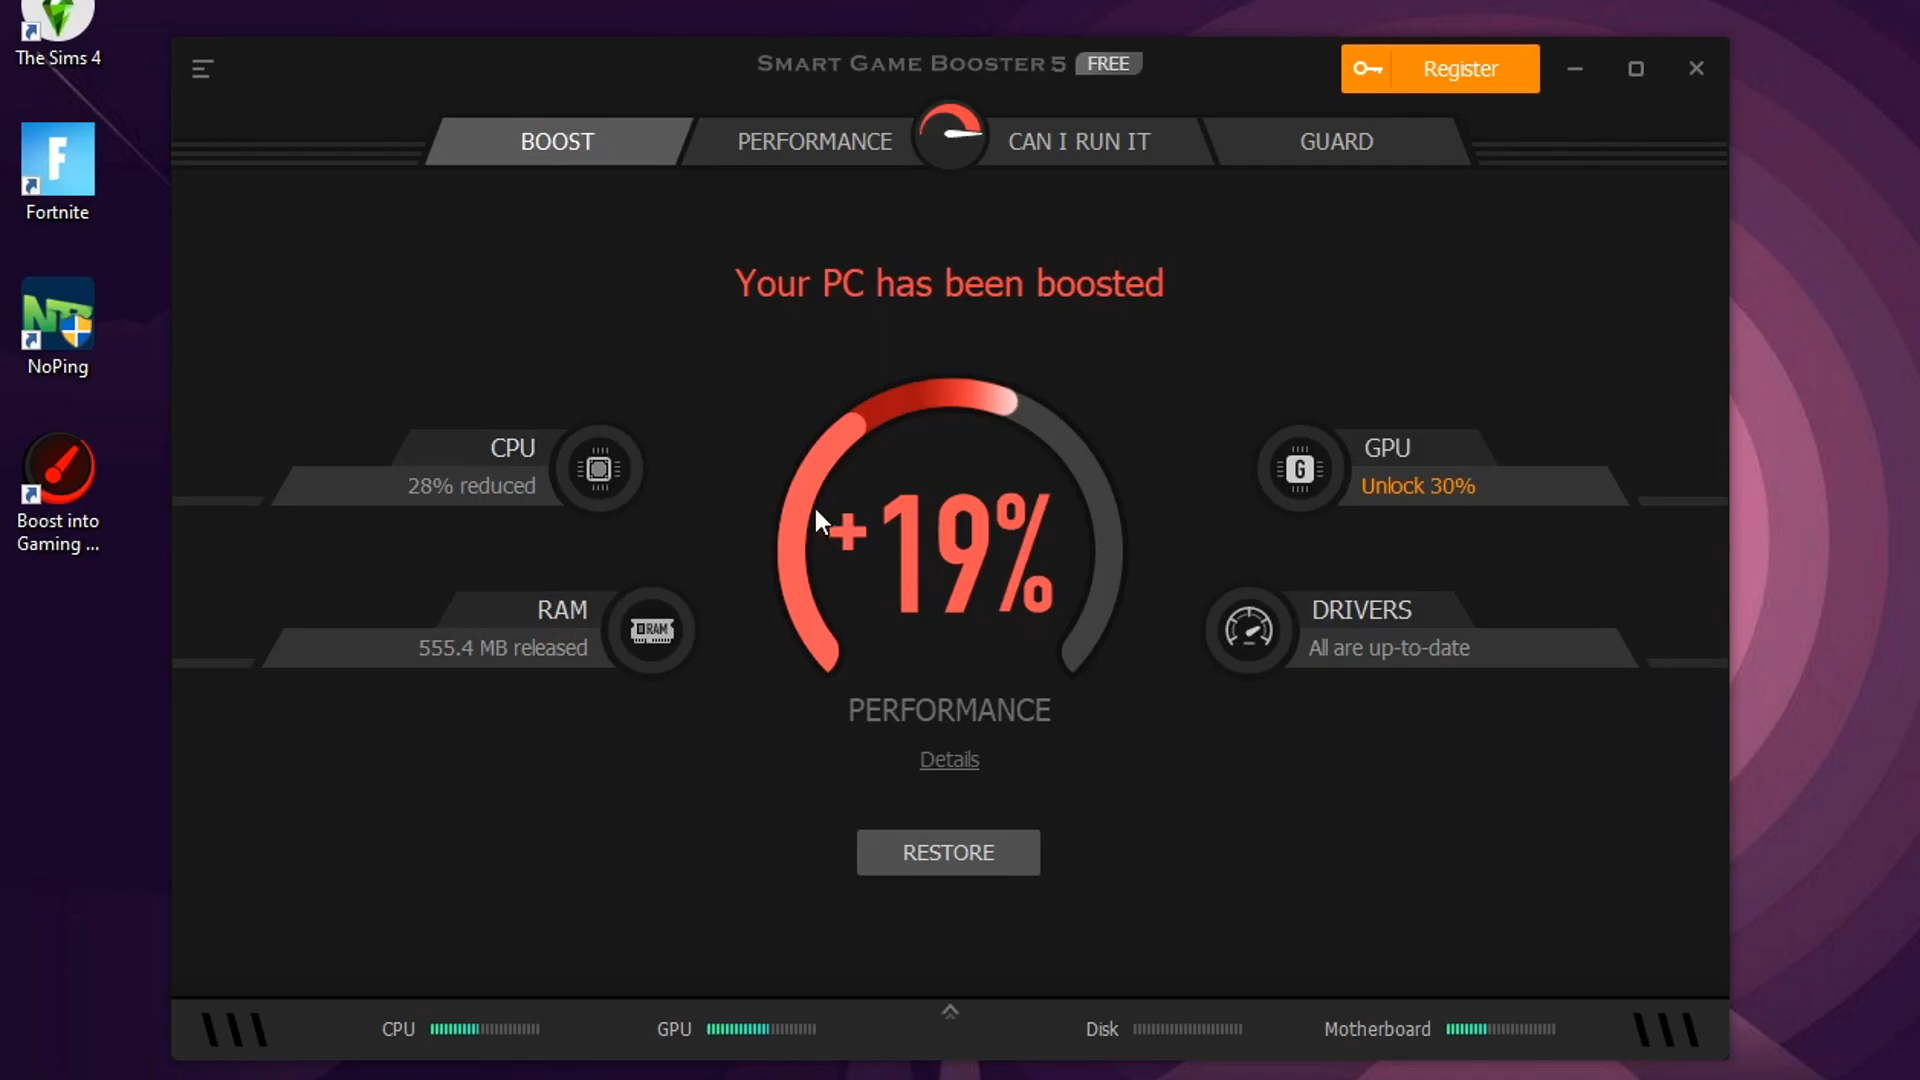 The Sims 4
Fortnite
NoPing
Boost into
Gaming ...
SMART GAME BOOSTER 5 FREE
Register
BOOST
PERFORMANCE
CAN I RUN IT
GUARD
Your PC has been boosted
CPU
28% reduced
RAM
555.4 MB released
RAM
+19%
PERFORMANCE
Details
RESTORE
G
GPU
Unlock 30%
DRIVERS
All are up-to-date
CPU
GPU
Disk
Motherboard